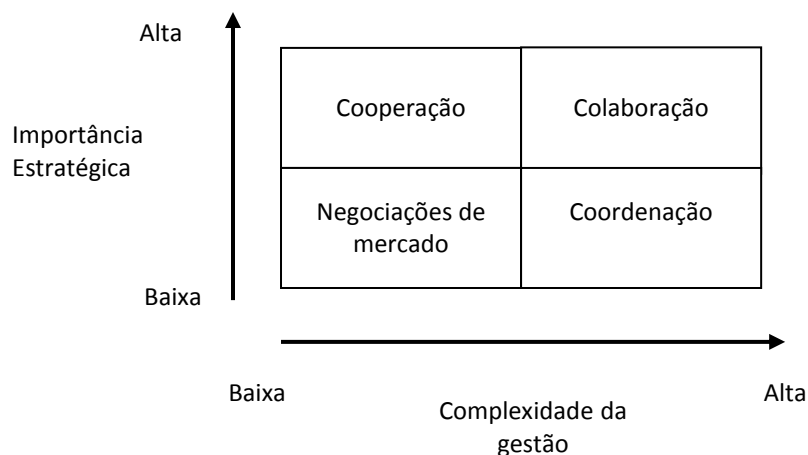 Alta
Cooperação
Colaboração
Importância
Estratégica
Negociações de
mercado
Coordenação
Baixa
Baixa
Alta
Complexidade da
gestão